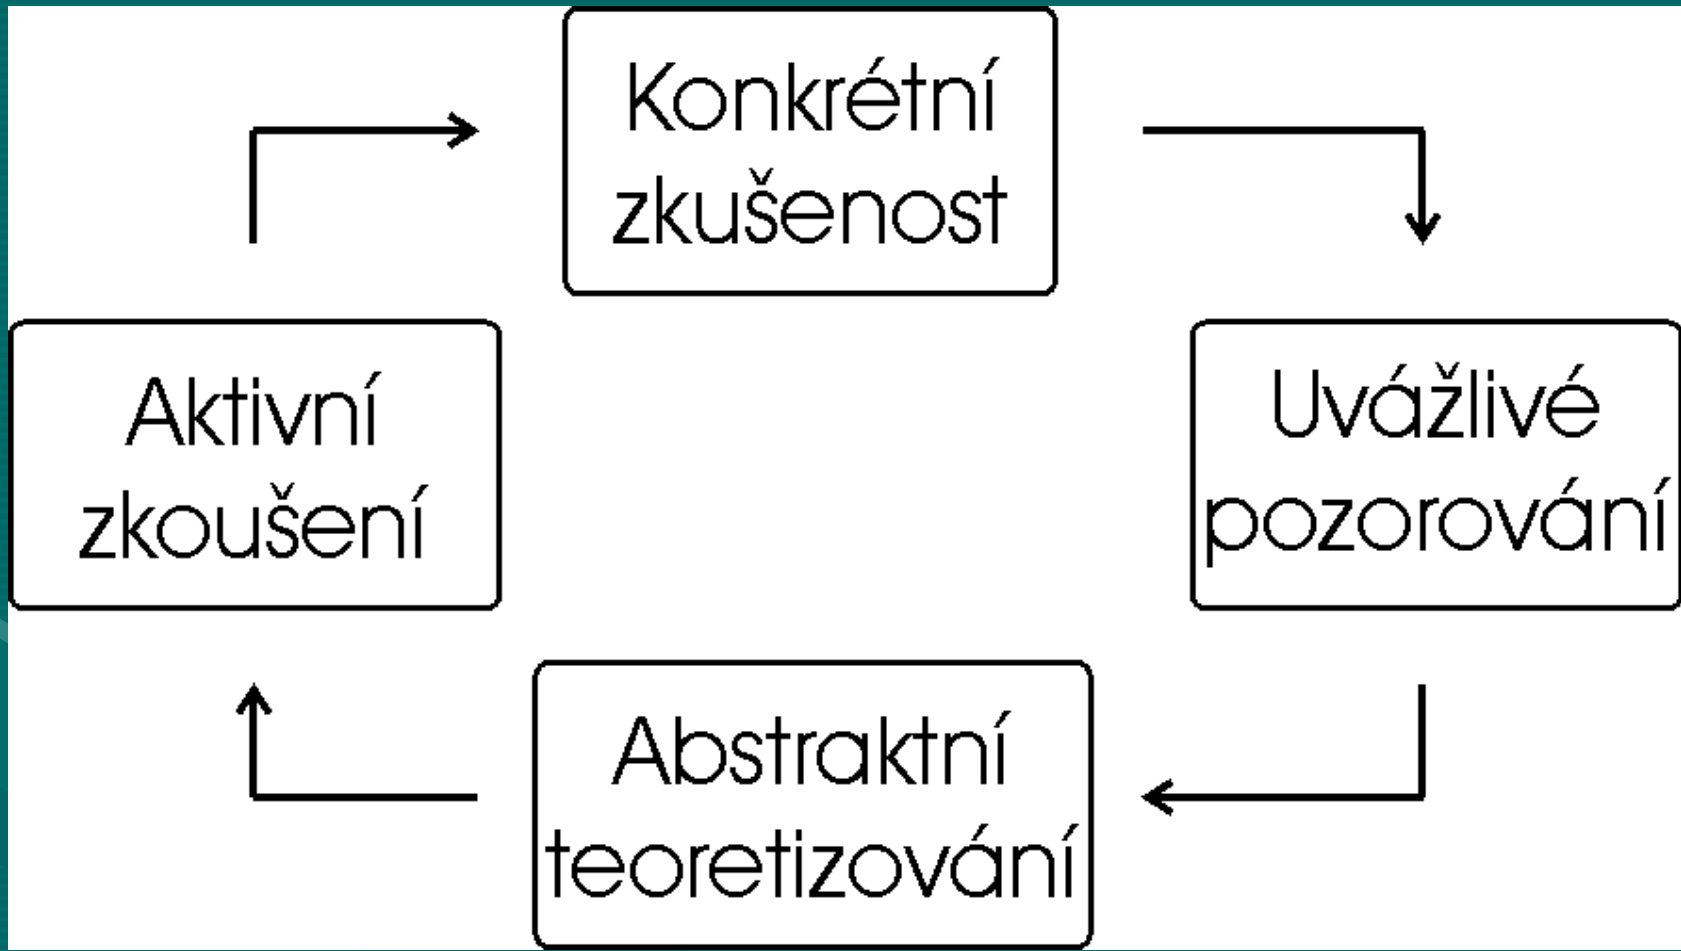 Konkrétní
zkušenost
Uvážlivé
pozorování
Abstraktní
teoretizování
Aktivní
zkoušení